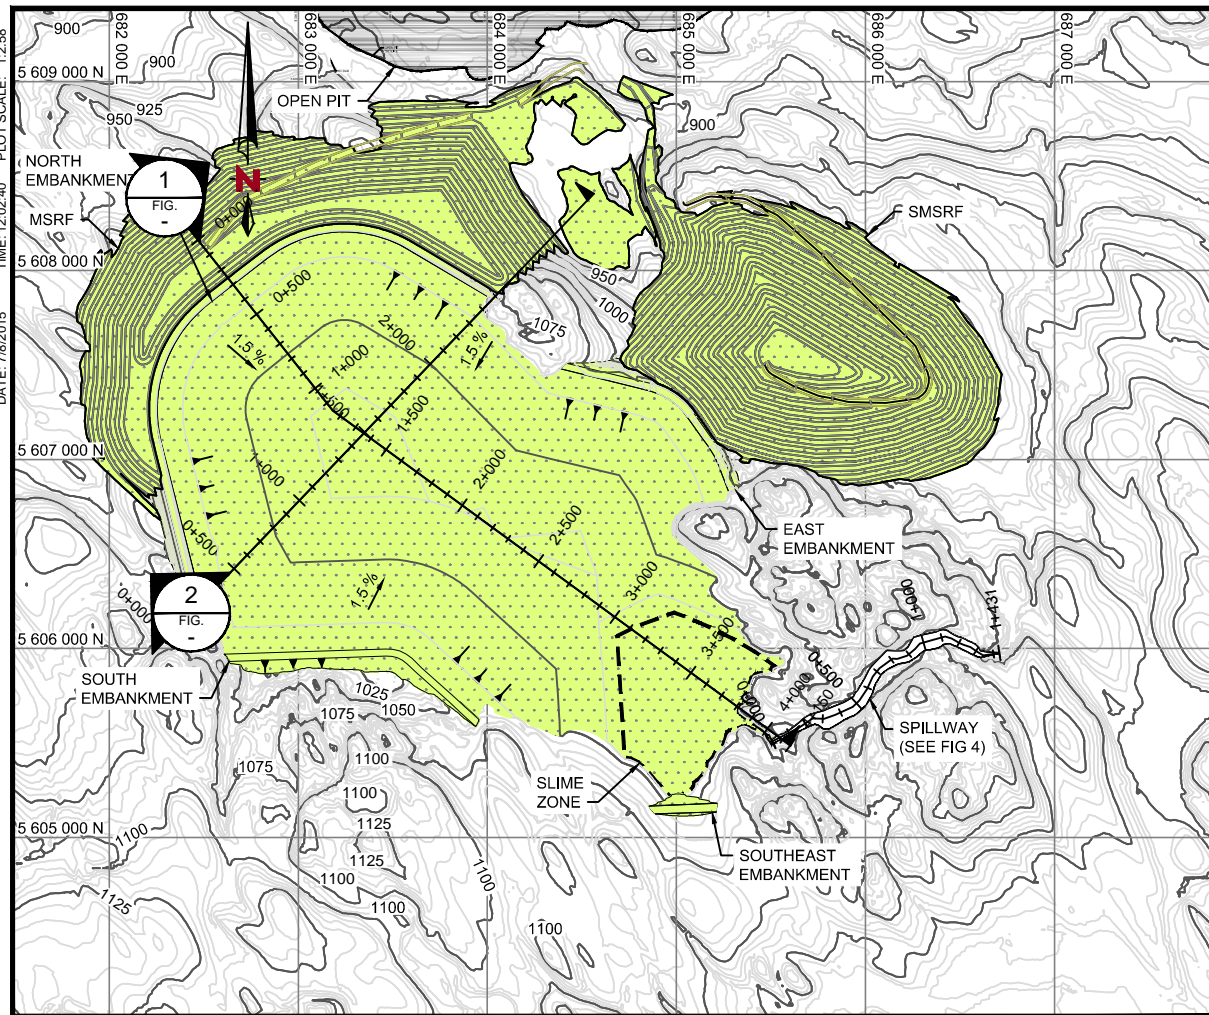 PLOT SCALE: 1:2.58
TIME: 12:02:40
DATE: 7/8/2015
682 000 E
683 000 E
684 000 E
685 000 E
686 000 E
687 000 E
5 609 000 N
5 608 000 N
5 607 000 N
5 606 000 N
5 605 000 N
900
900
925
950
OPEN PIT
900
NORTH
EMBANKMENT
1
FIG.
-
N
MSRF
SMSRF
0+000
0+500
1+000
1+500
2+000
1.5 %
1.5 %
950
1000
1075
1+500
2+000
2+500
3+000
3+500
4+000
0+500
1+000
1.5 %
EAST
EMBANKMENT
2
FIG.
-
0+000
SOUTH
EMBANKMENT
0+000
0+500
1+000
1+431
SPILLWAY
(SEE FIG 4)
SLIME
ZONE
SOUTHEAST
EMBANKMENT
1025
1050
1075
1075
1100
1100
1125
1125
1100
1100
1100
1100
1125
1100